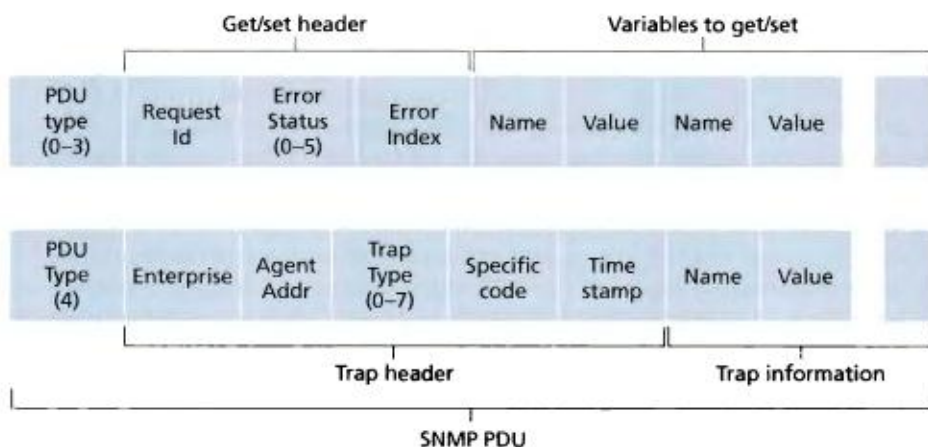 Get/set header
Variables to get/set
PDU type (0–3)
Request Id
Error Status (0–5)
Error Index
Name
Value
Name
Value
PDU Type (4)
Enterprise
Agent Addr
Trap Type (0–7)
Specific code
Time stamp
Name
Value
Trap header
Trap information
SNMP PDU